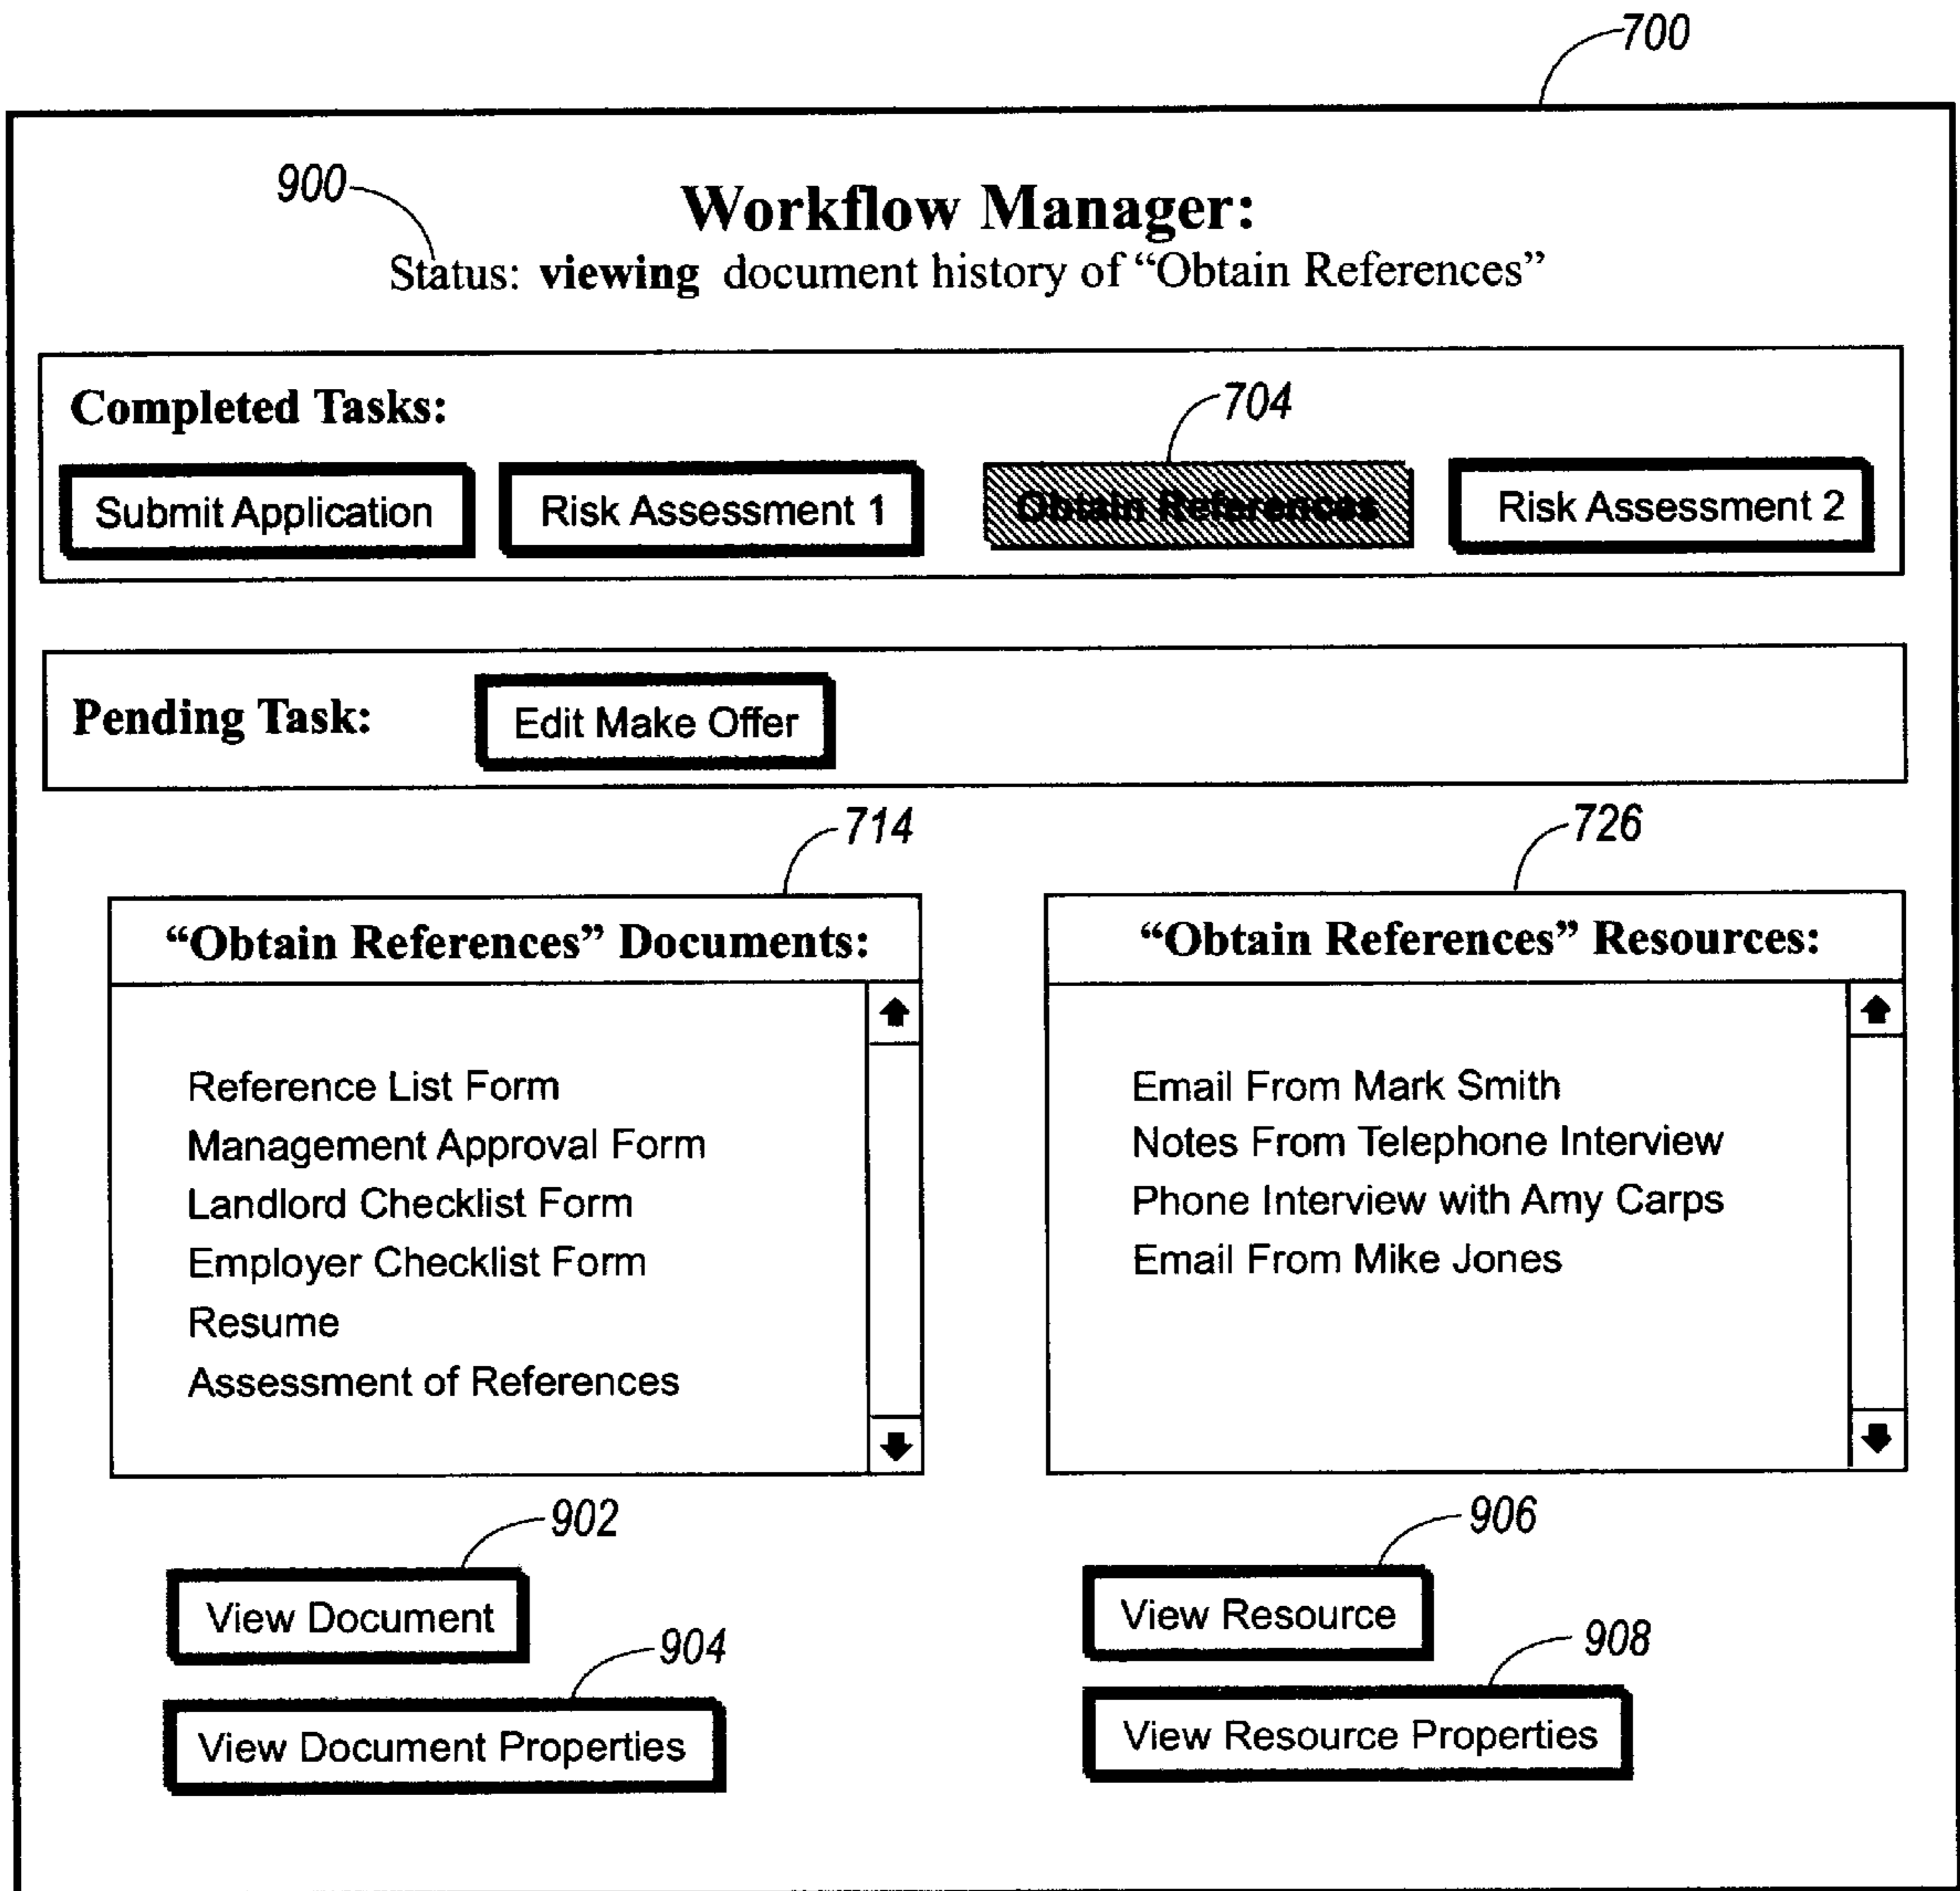 700
900
Workflow Manager:
Status: viewing document history of “Obtain References”
Completed Tasks:
704
Submit Application
Risk Assessment 1
Obtain References
Risk Assessment 2
Pending Task:
Edit Make Offer
714
726
“Obtain References” Documents:
Reference List Form
Management Approval Form
Landlord Checklist Form
Employer Checklist Form
Resume
Assessment of References
“Obtain References” Resources:
Email From Mark Smith
Notes From Telephone Interview
Phone Interview with Amy Carps
Email From Mike Jones
902
View Document
904
View Document Properties
906
View Resource
908
View Resource Properties